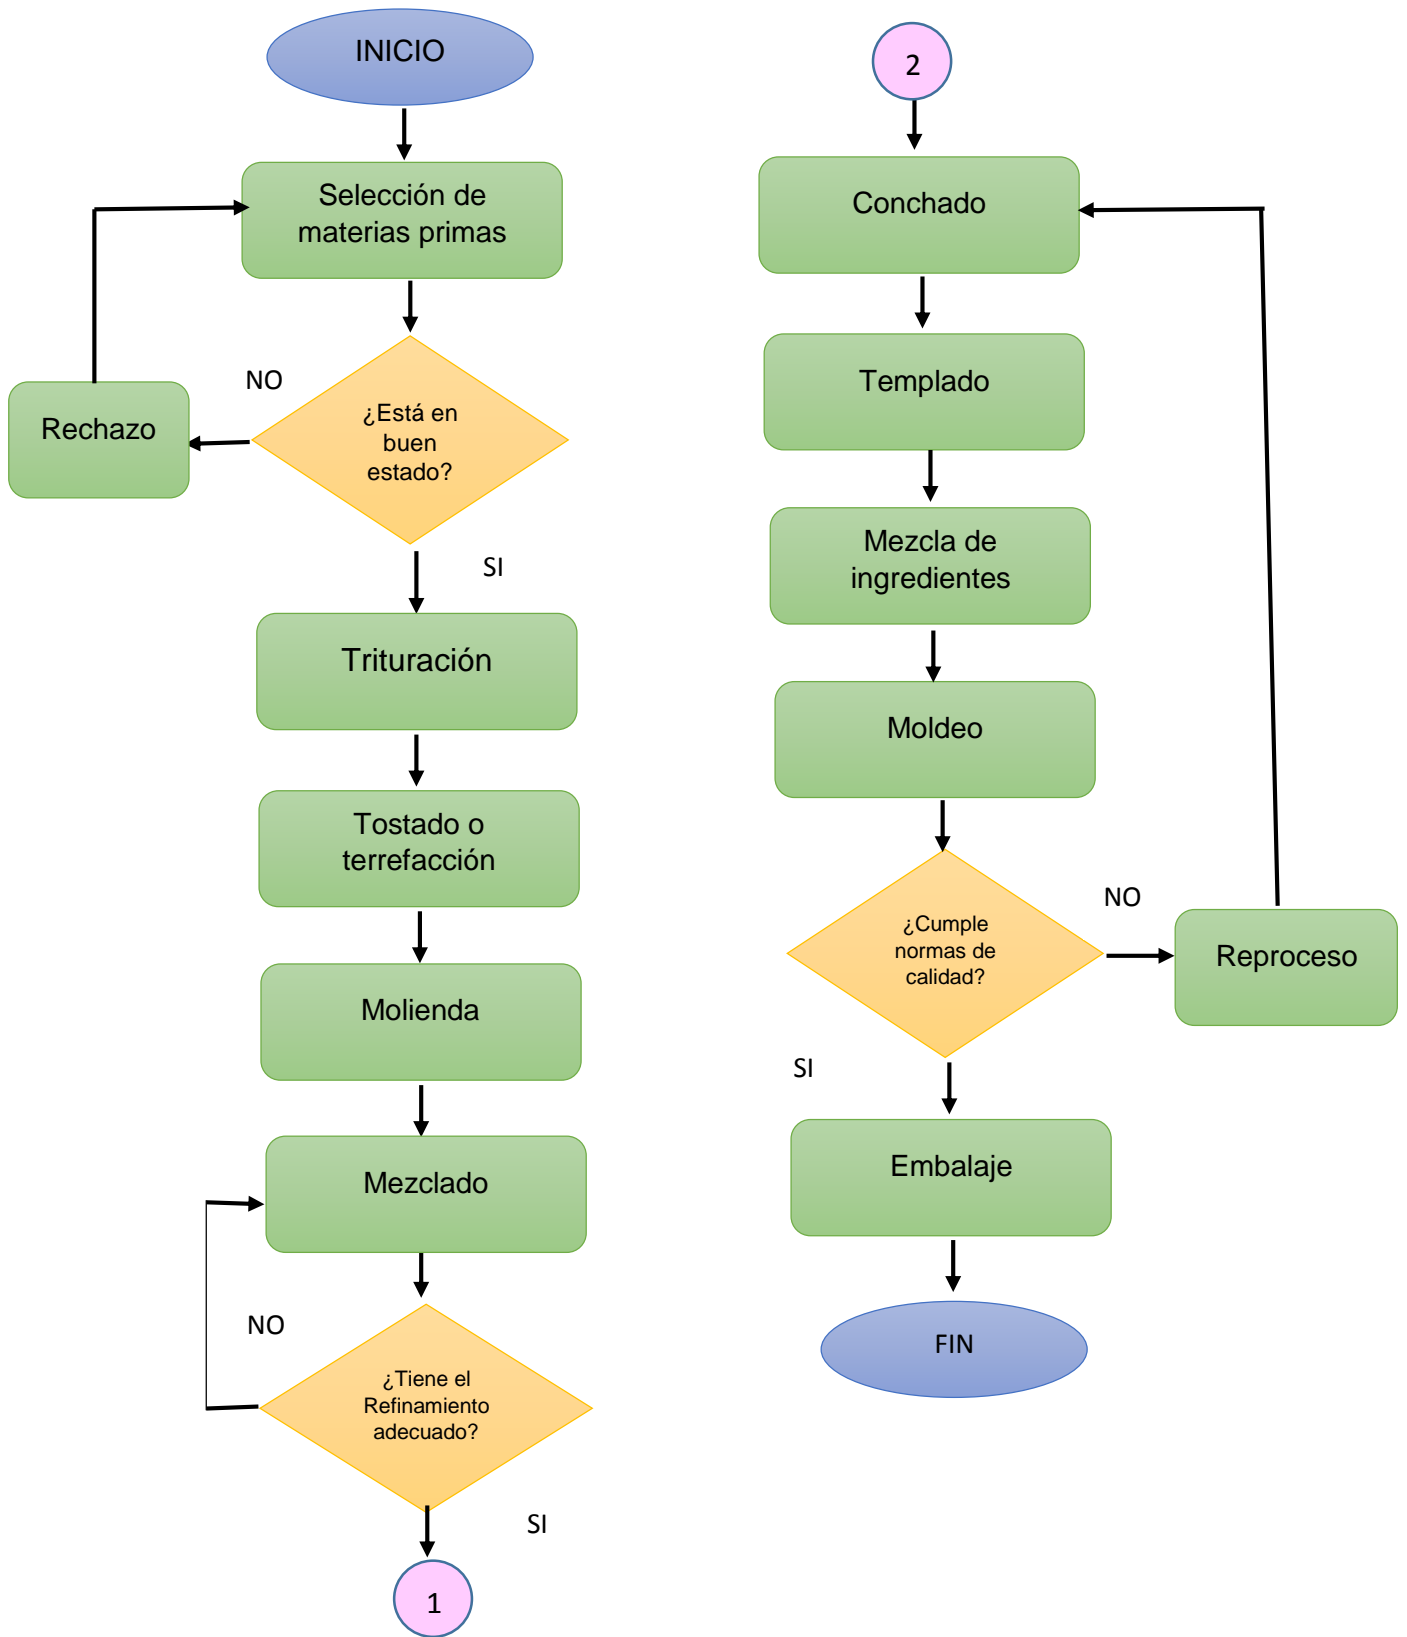 INICIO
Selección de
materias primas
NO
¿Está en
buen
estado?
Rechazo
SI
Trituración
Tostado o
terrefacción
Molienda
Mezclado
NO
¿Tiene el
Refinamiento
adecuado?
SI
1
2
Conchado
Templado
Mezcla de
ingredientes
Moldeo
¿Cumple
normas de
calidad?
NO
Reproceso
SI
Embalaje
FIN